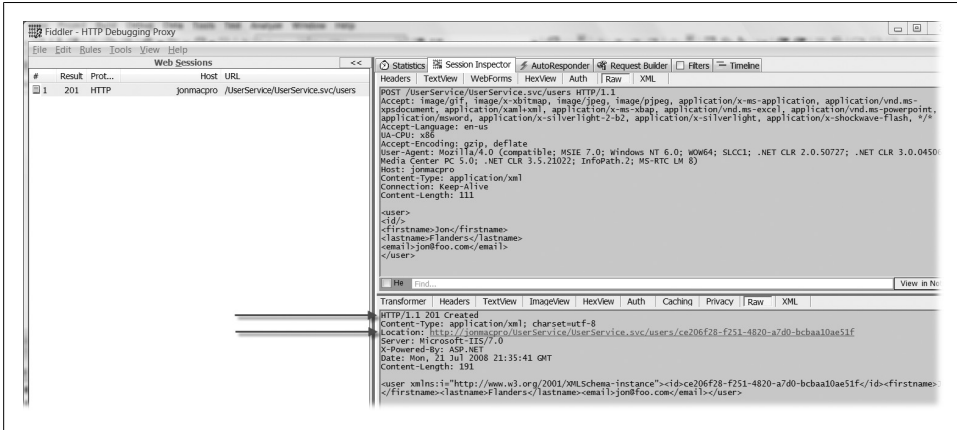 Fiddler - HTTP Debugging Proxy
File Edit Rules Tools View Help
Web Sessions <<
# Result Prot... Host URL
1 201 HTTP jonmacpro /UserService/UserService.svc/users
Statistics Session Inspector AutoResponder Request Builder Filters Timeline
Headers TextView WebForms HexView Auth Raw XML
POST /UserService/UserService.svc/users HTTP/1.1
Accept: image/gif, image/x-xbitmap, image/jpeg, image/pjpeg, application/x-ms-application, application/vnd.ms-
xpsdocument, application/xaml+xml, application/x-ms-xbap, application/vnd.ms-excel, application/vnd.ms-powerpoint,
application/msword, application/x-silverlight-2-b2, application/x-silverlight, application/x-shockwave-flash, */*
Accept-Language: en-us
UA-CPU: x86
Accept-Encoding: gzip, deflate
User-Agent: Mozilla/4.0 (compatible; MSIE 7.0; Windows NT 6.0; WOW64; SLCC1; .NET CLR 2.0.50727; .NET CLR 3.0.04506
Media Center PC 5.0; .NET CLR 3.5.21022; InfoPath.2; MS-RTC LM 8)
Host: jonmacpro
Content-Type: application/xml
Connection: Keep-Alive
Content-Length: 111
<user>
<id/>
<firstname>Jon</firstname>
<lastname>Flanders</lastname>
<email>jon@foo.com</email>
</user>
He Find... View in No
Transformer Headers TextView ImageView HexView Auth Caching Privacy Raw XML
HTTP/1.1 201 Created
Content-Type: application/xml; charset=utf-8
Location: http://jonmacpro/UserService/UserService.svc/users/ce206f28-f251-4820-a7d0-bcbaa10ae51f
Server: Microsoft-IIS/7.0
X-Powered-By: ASP.NET
Date: Mon, 21 Jul 2008 21:35:41 GMT
Content-Length: 191
<user xmlns:i="http://www.w3.org/2001/XMLSchema-instance"><id>ce206f28-f251-4820-a7d0-bcbaa10ae51f</id><firstname>
</firstname><lastname>Flanders</lastname><email>jon@foo.com</email></user>